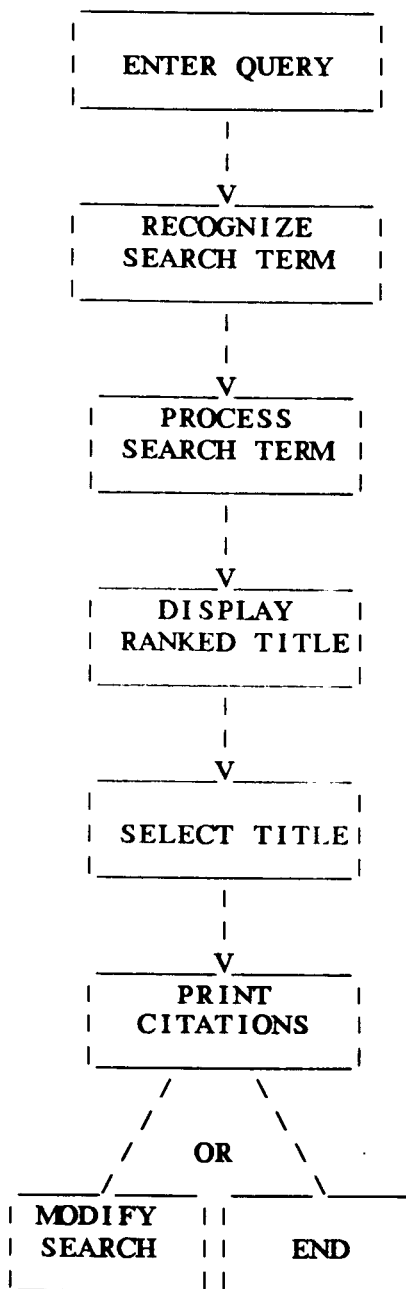 ENTER QUERY
V
RECOGNIZE
SEARCH TERM
V
PROCESS
SEARCH TERM
V
DISPLAY
RANKED TITLE
V
SELECT TITLE
V
PRINT
CITATIONS
OR
MODIFY
SEARCH
END